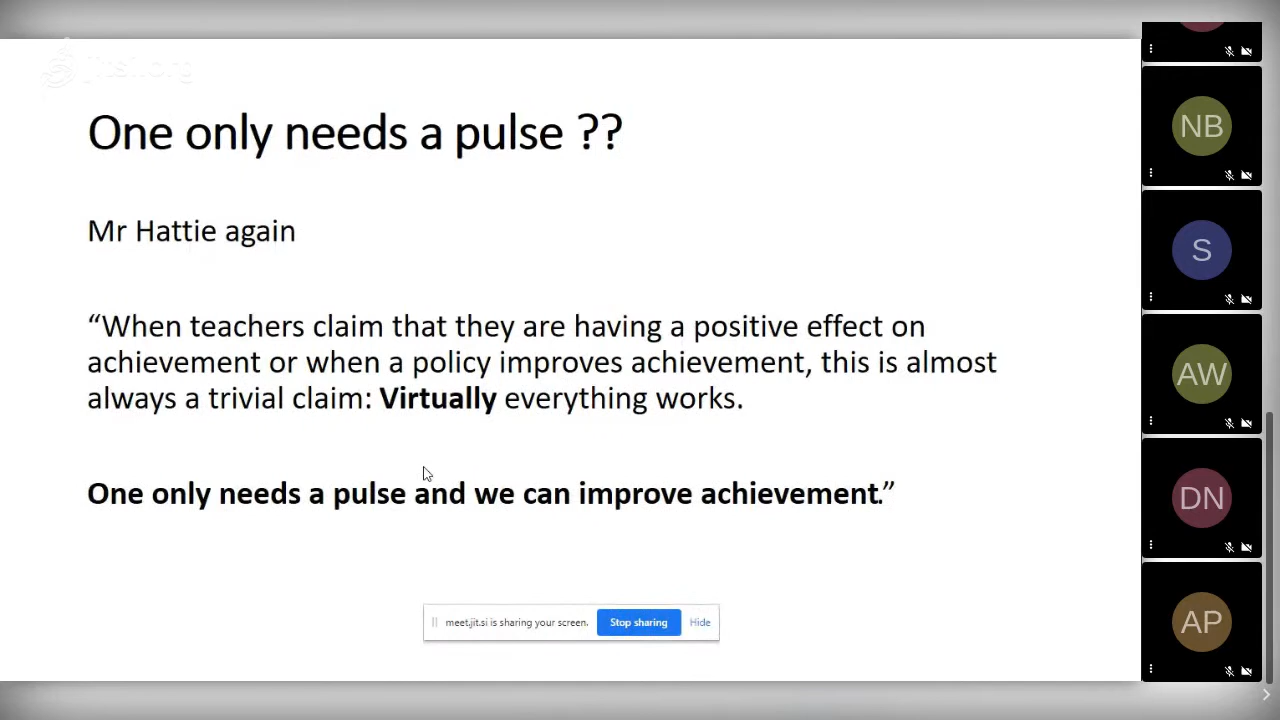 One only needs a pulse ??
Mr Hattie again
“When teachers claim that they are having a positive effect on
achievement or when a policy improves achievement, this is almost
always a trivial claim: Virtually everything works.
One only needs a pulse and we can improve achievement.”
meet.jit.si is sharing your screen.
Stop sharing
Hide
NB
S
AW
DN
AP